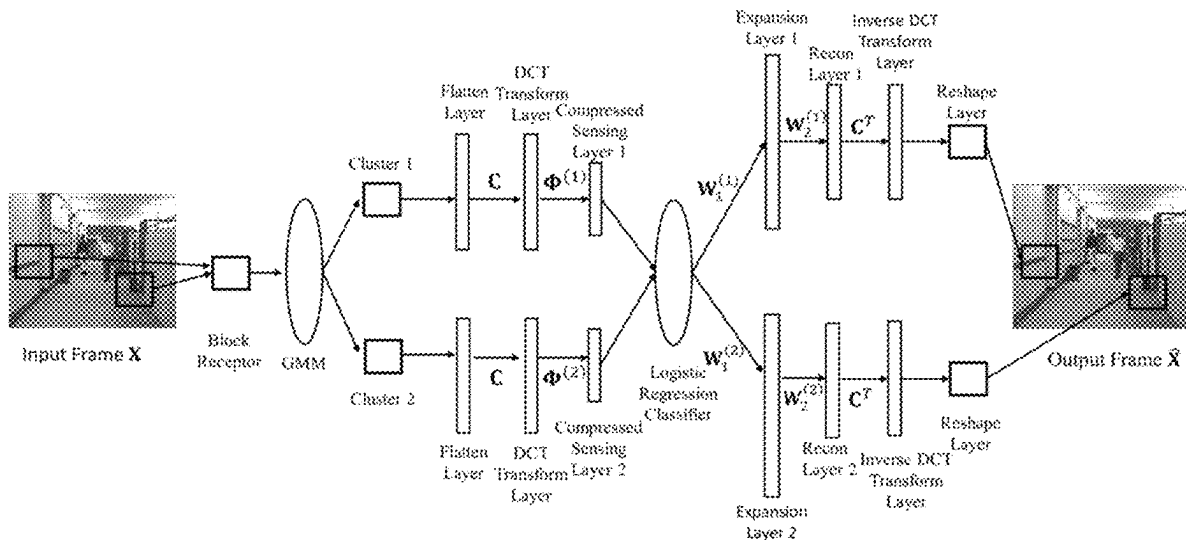 Expansion
Layer 1
Inverse DCT
Transform
Layer
Recon
Layer 1
Reshape
Layer
DCT
Transform
Layer
Flatten
Layer
Compressed
Sensing
Layer 1
W₂⁽¹⁾
Cᵀ
Cluster 1
C
Φ⁽¹⁾
W₁⁽¹⁾
Input Frame X
Block
Receptor
GMM
Cluster 2
C
Φ⁽²⁾
Logistic
Regression
Classifier
W₁⁽²⁾
W₂⁽²⁾
Cᵀ
Output Frame X̂
Flatten
Layer
DCT
Transform
Layer
Compressed
Sensing
Layer 2
Recon
Layer 2
Inverse DCT
Transform
Layer
Reshape
Layer
Expansion
Layer 2